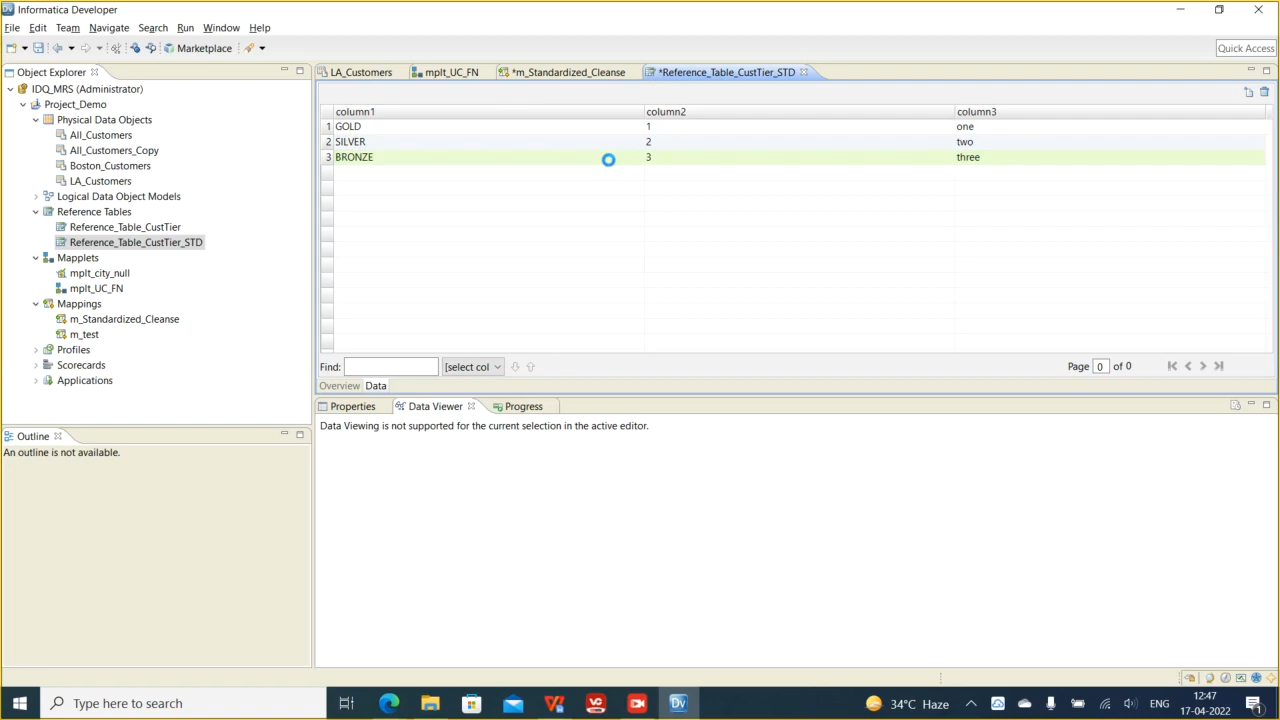 Informatica Developer
File Edit Team Navigate Search Run Window Help
Marketplace
Quick Access
Object Explorer
IDQ_MRS (Administrator)
Project_Demo
Physical Data Objects
All_Customers
All_Customers_Copy
Boston_Customers
LA_Customers
Logical Data Object Models
Reference Tables
Reference_Table_CustTier
Reference_Table_CustTier_STD
Mapplets
mplt_city_null
mplt_UC_FN
Mappings
m_Standardized_Cleanse
m_test
Profiles
Scorecards
Applications
LA_Customers mplt_UC_FN *m_Standardized_Cleanse *Reference_Table_CustTier_STD
column1 column2 column3
1 GOLD 1 one
2 SILVER 2 two
3 BRONZE 3 three
Find: [select col Page 0 of 0
Overview Data
Properties Data Viewer Progress
Data Viewing is not supported for the current selection in the active editor.
Outline
An outline is not available.
Type here to search
Dv
34°C Haze
ENG
12:47
17-04-2022
1